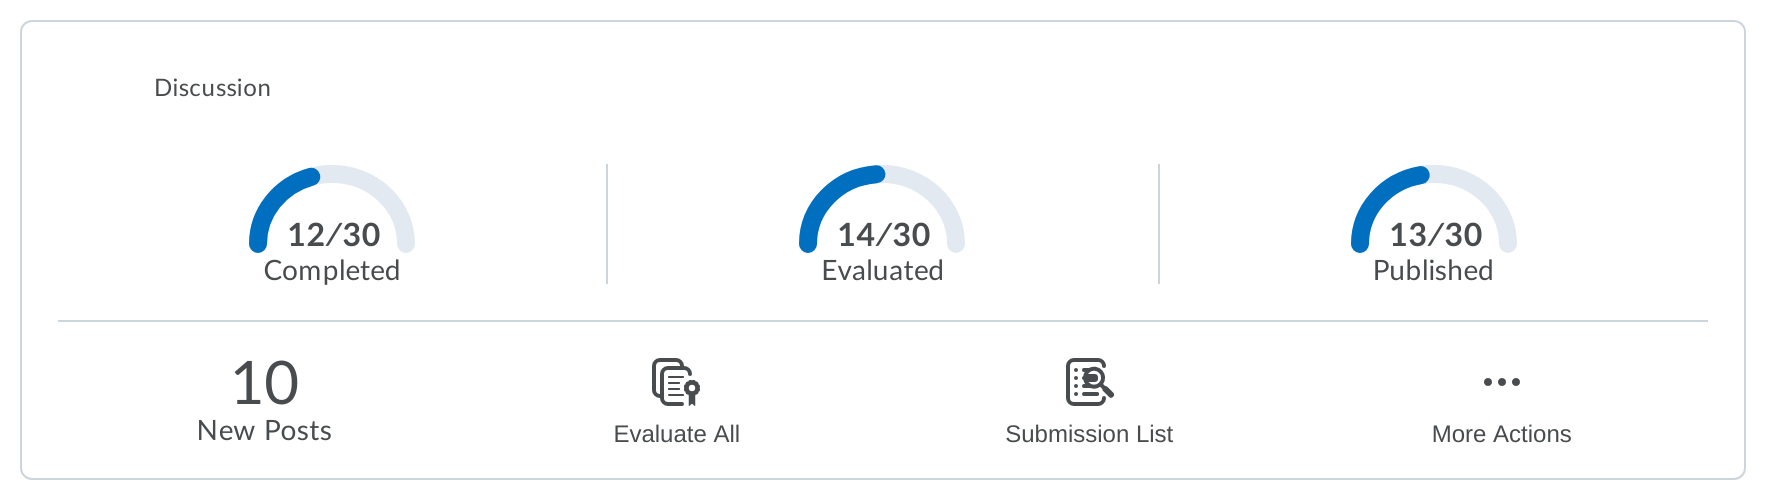 Discussion
12/30
Completed
14/30
Evaluated
13/30
Published
10
New Posts
Evaluate All
Submission List
More Actions